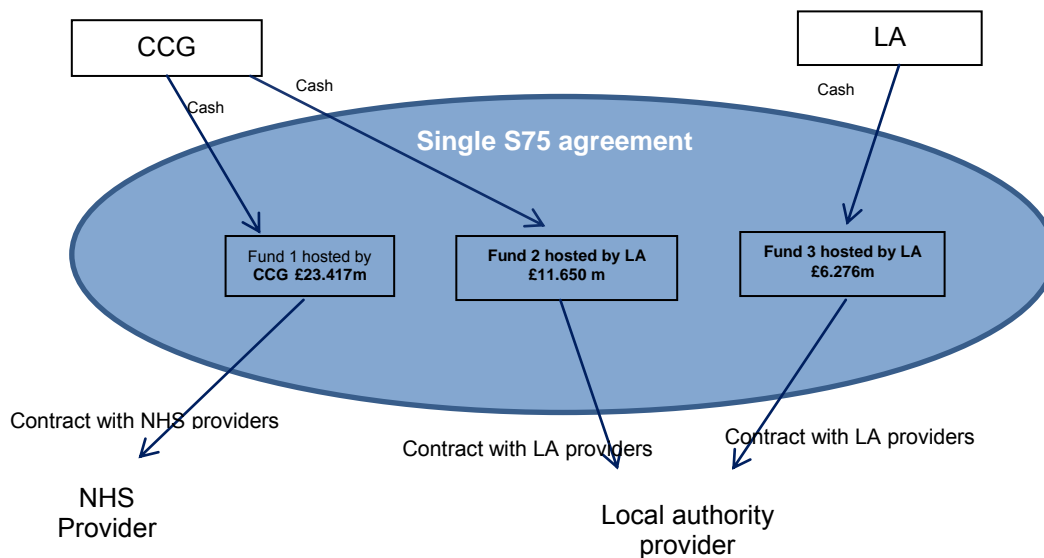 CCG
LA
Cash
Cash
Cash
Single S75 agreement
Fund 1 hosted by
CCG £23.417m
Fund 2 hosted by LA
£11.650 m
Fund 3 hosted by LA
£6.276m
Contract with NHS providers
Contract with LA providers
Contract with LA providers
NHS
Provider
Local authority
provider